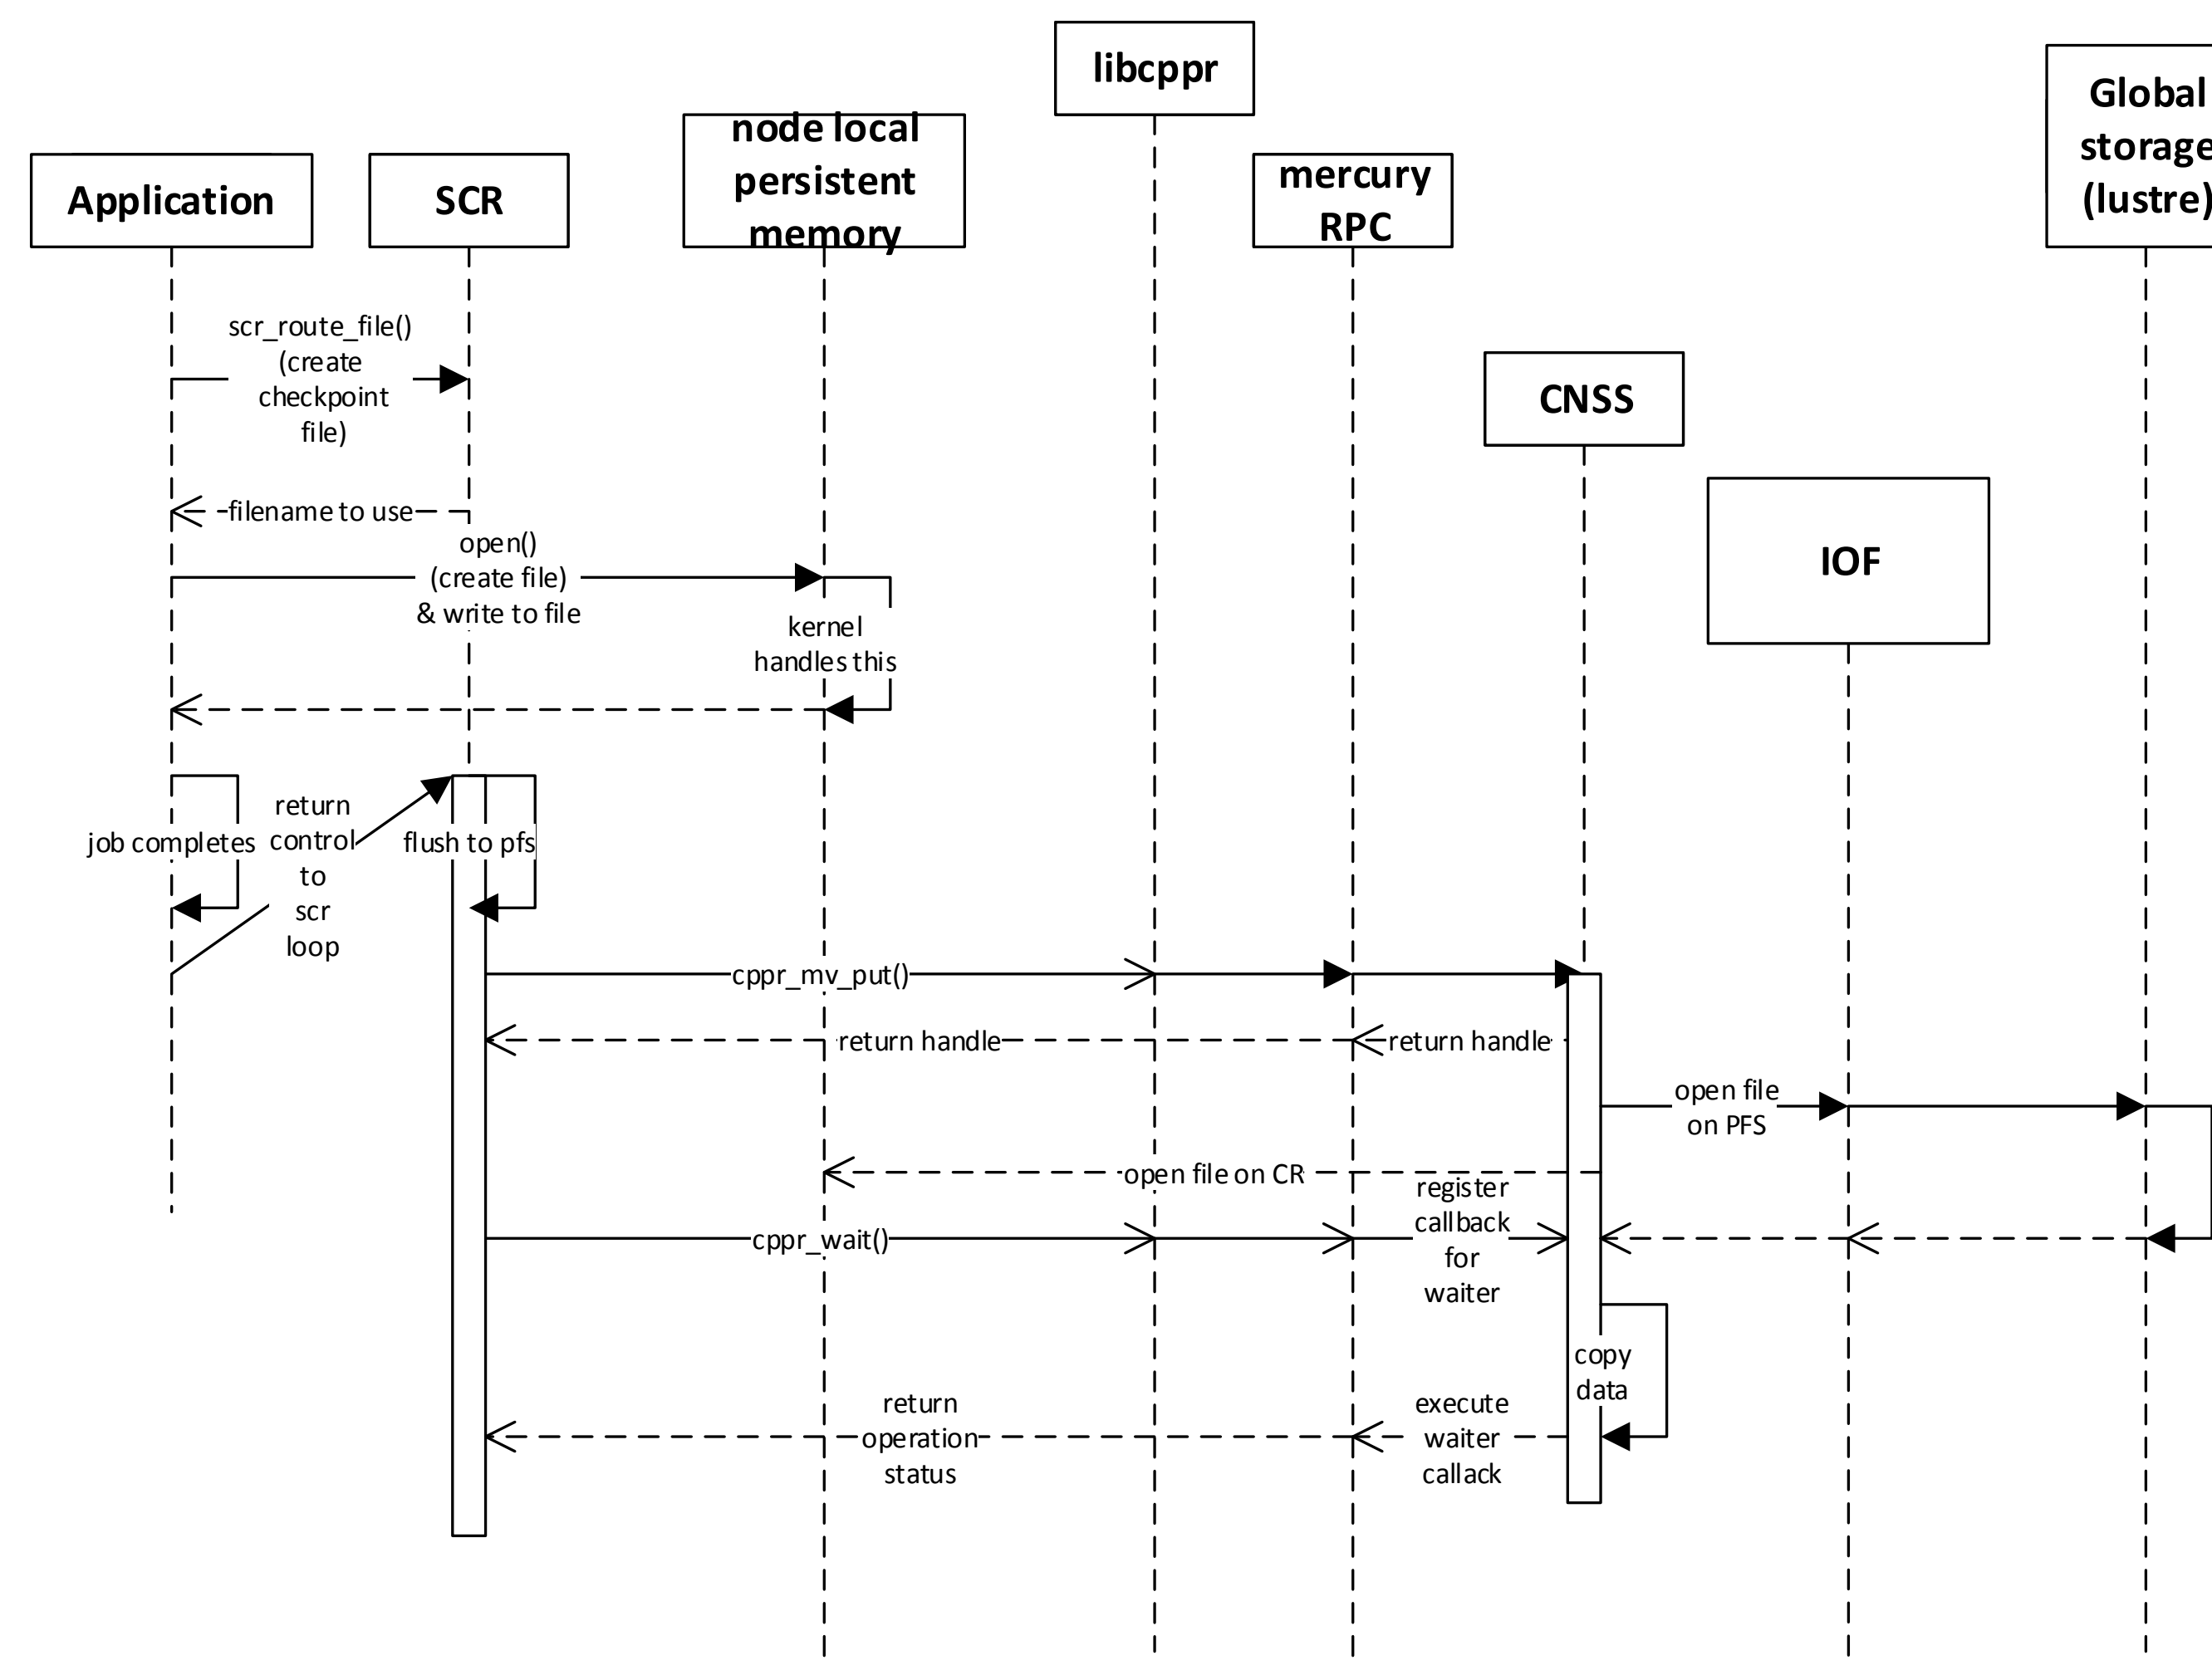 libcppr
Global
storage
(lustre)
node local
persistent
memory
Application
SCR
mercury
RPC
scr_route_file()
(create
checkpoint
file)
CNSS
IOF
filename to use
open()
(create file)
& write to file
kernel
handles this
job completes
return
control
to
scr
loop
flush to pfs
cppr_mv_put()
return handle
return handle
open file
on PFS
open file on CR
register
callback
for
waiter
cppr_wait()
copy
data
return
operation
status
execute
waiter
callack